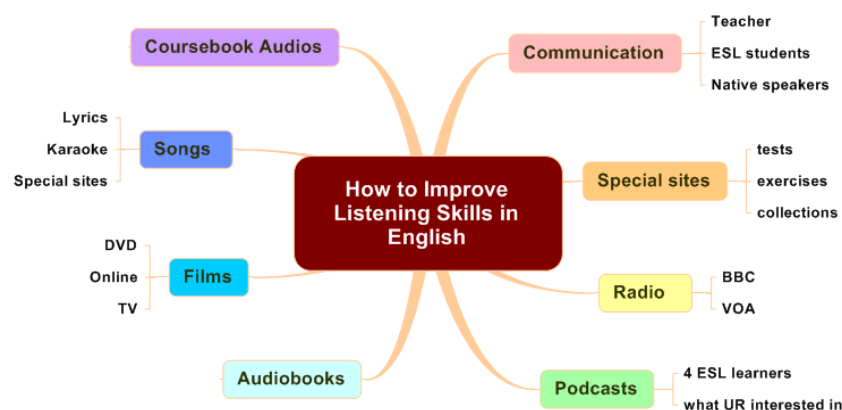 How to Improve
Listening Skills in
English
Coursebook Audios
Songs
Lyrics
Karaoke
Special sites
Films
DVD
Online
TV
Audiobooks
Communication
Teacher
ESL students
Native speakers
Special sites
tests
exercises
collections
Radio
BBC
VOA
Podcasts
4 ESL learners
what UR interested in